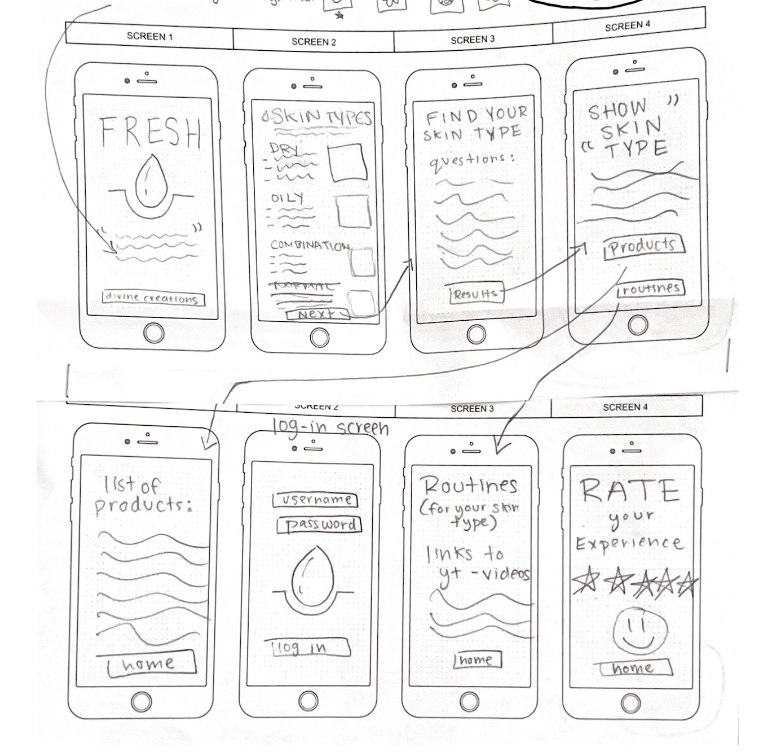 SCREEN 1
SCREEN 2
SCREEN 3
SCREEN 4
FRESH
"
"
divine creations
SKIN TYPES
DRY
OILY
COMBINATION
NORMAL
Next
FIND YOUR
SKIN TYPE
questions:
Results
SHOW "
SKIN
" TYPE
Products
routines
SCREEN 2
SCREEN 3
SCREEN 4
list of
products:
home
log-in screen
username
password
log in
Routines
(for your skin
type)
links to
yt-videos
home
RATE
your
Experience
home